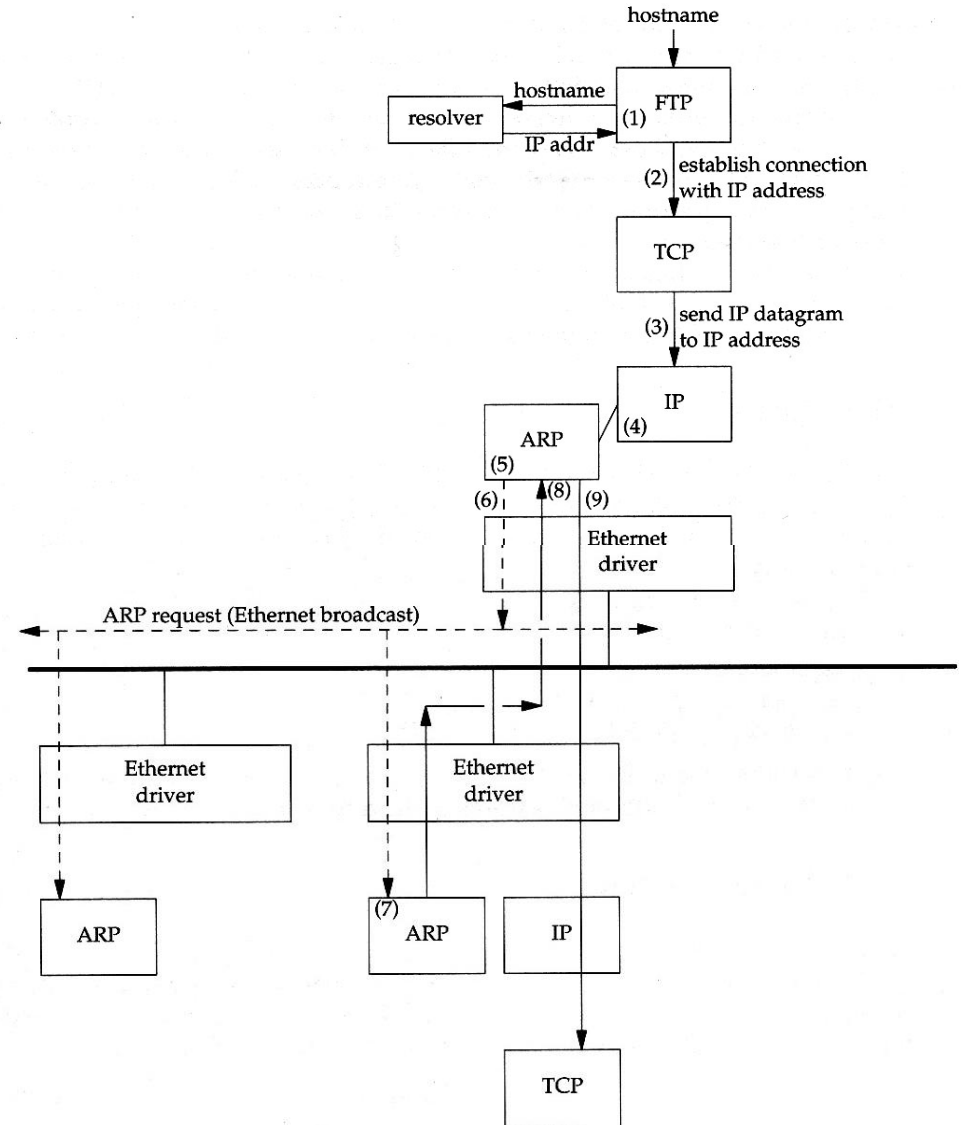 hostname
hostname
FTP
(1)
resolver
IP addr
(2)
establish connection
with IP address
TCP
(3)
send IP datagram
to IP address
IP
(4)
ARP
(5)
(6)
(8)
(9)
Ethernet
driver
ARP request (Ethernet broadcast)
Ethernet
driver
Ethernet
driver
(7)
ARP
ARP
IP
TCP